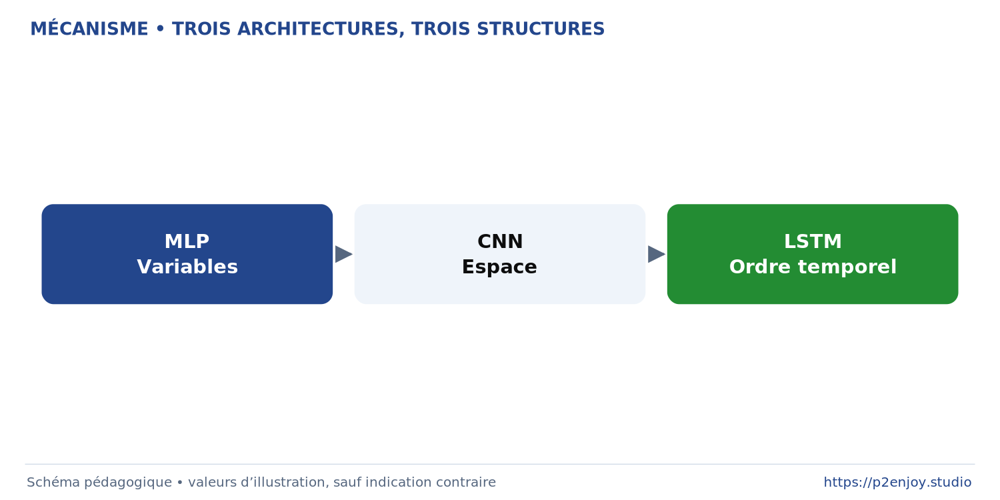 MÉCANISME • TROIS ARCHITECTURES, TROIS STRUCTURES
MLP
Variables
CNN
Espace
LSTM
Ordre temporel
Schéma pédagogique • valeurs d’illustration, sauf indication contraire
https://p2enjoy.studio